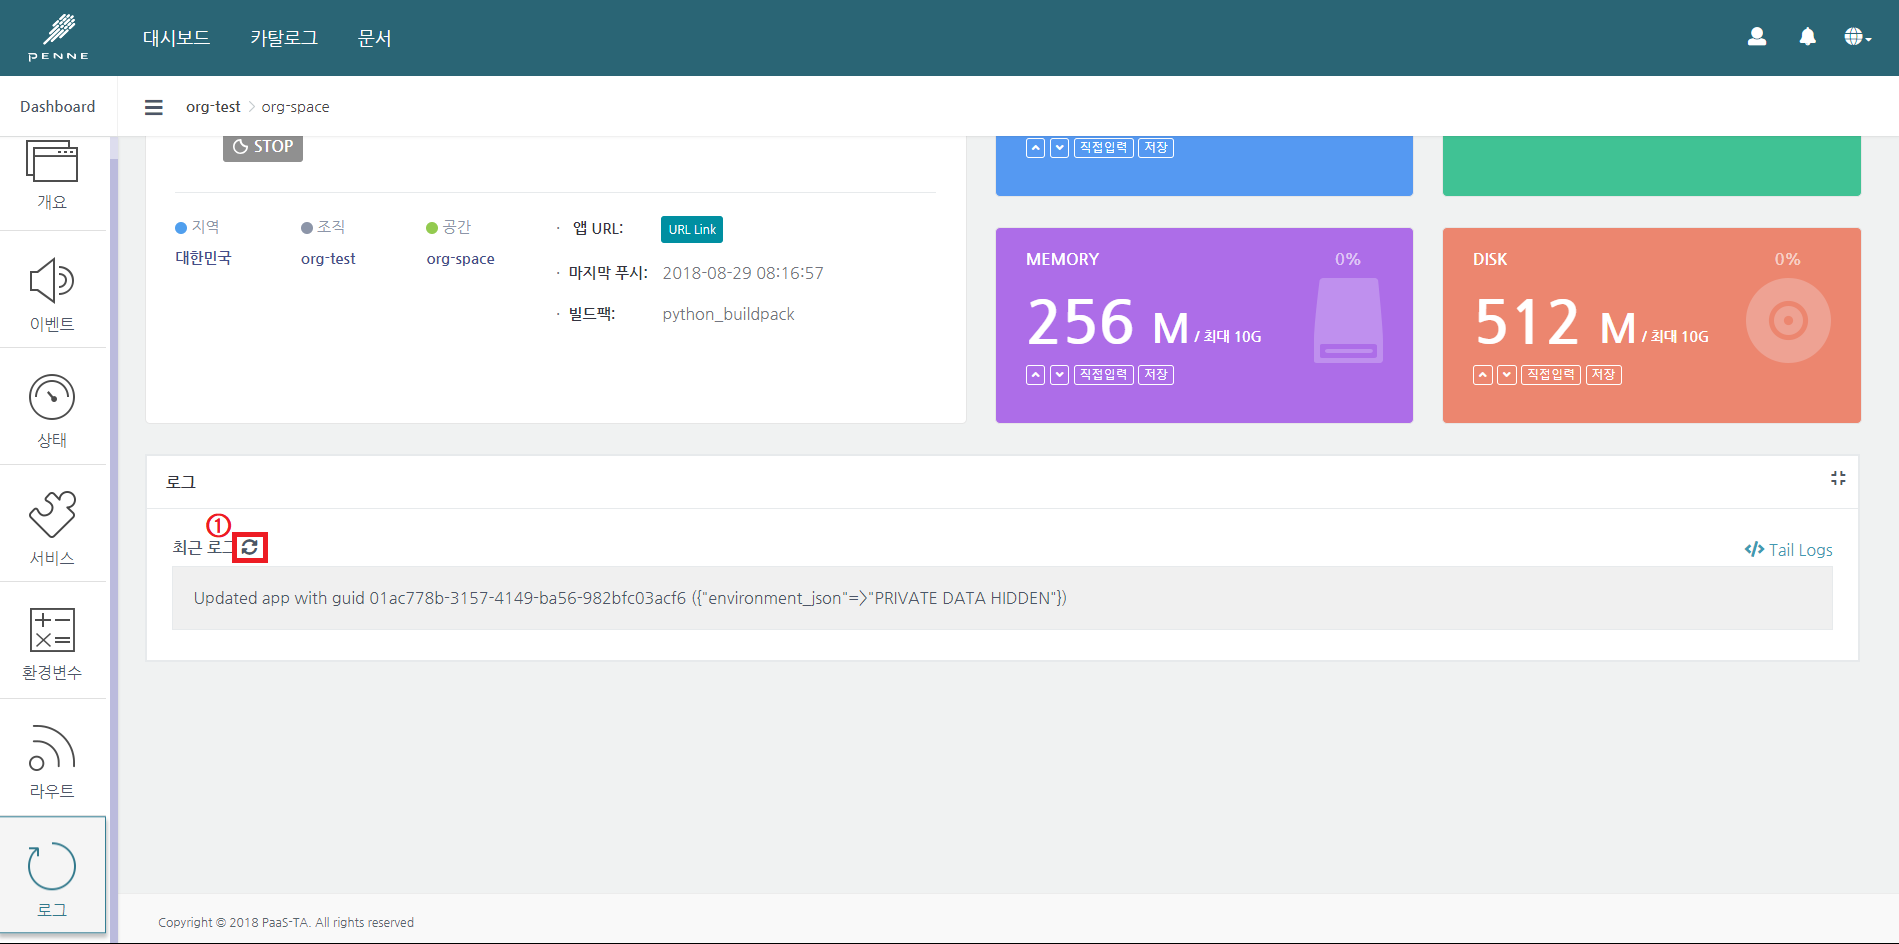 PENNE
대시보드 카탈로그 문서
Dashboard
org-test > org-space
개요
이벤트
상태
서비스
환경변수
라우트
로그
STOP
지역 조직 공간
대한민국 org-test org-space
· 앱 URL: URL Link
· 마지막 푸시: 2018-08-29 08:16:57
· 빌드팩: python_buildpack
직접입력 저장
MEMORY 0%
256 M / 최대 10G
직접입력 저장
DISK 0%
512 M / 최대 10G
직접입력 저장
로그
①
최근 로그
</> Tail Logs
Updated app with guid 01ac778b-3157-4149-ba56-982bfc03acf6 ({"environment_json"=>"PRIVATE DATA HIDDEN"})
Copyright © 2018 PaaS-TA. All rights reserved